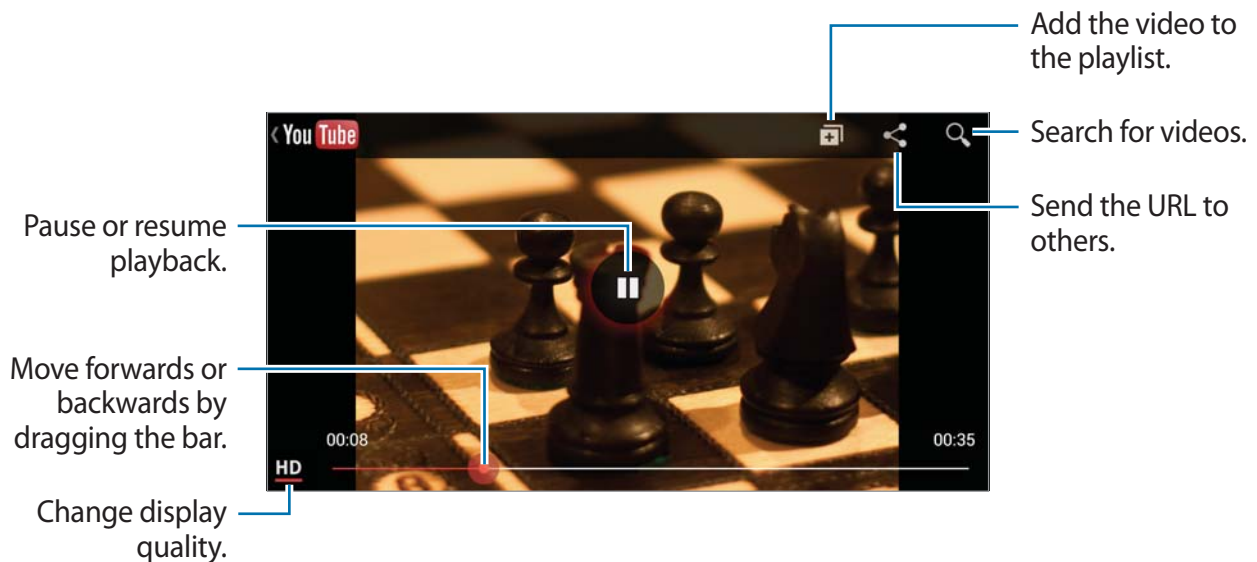 Add the video to
the playlist.
You Tube
Search for videos.
Send the URL to
others.
Pause or resume
playback.
Move forwards or
backwards by
dragging the bar.
00:08
00:35
HD
Change display
quality.